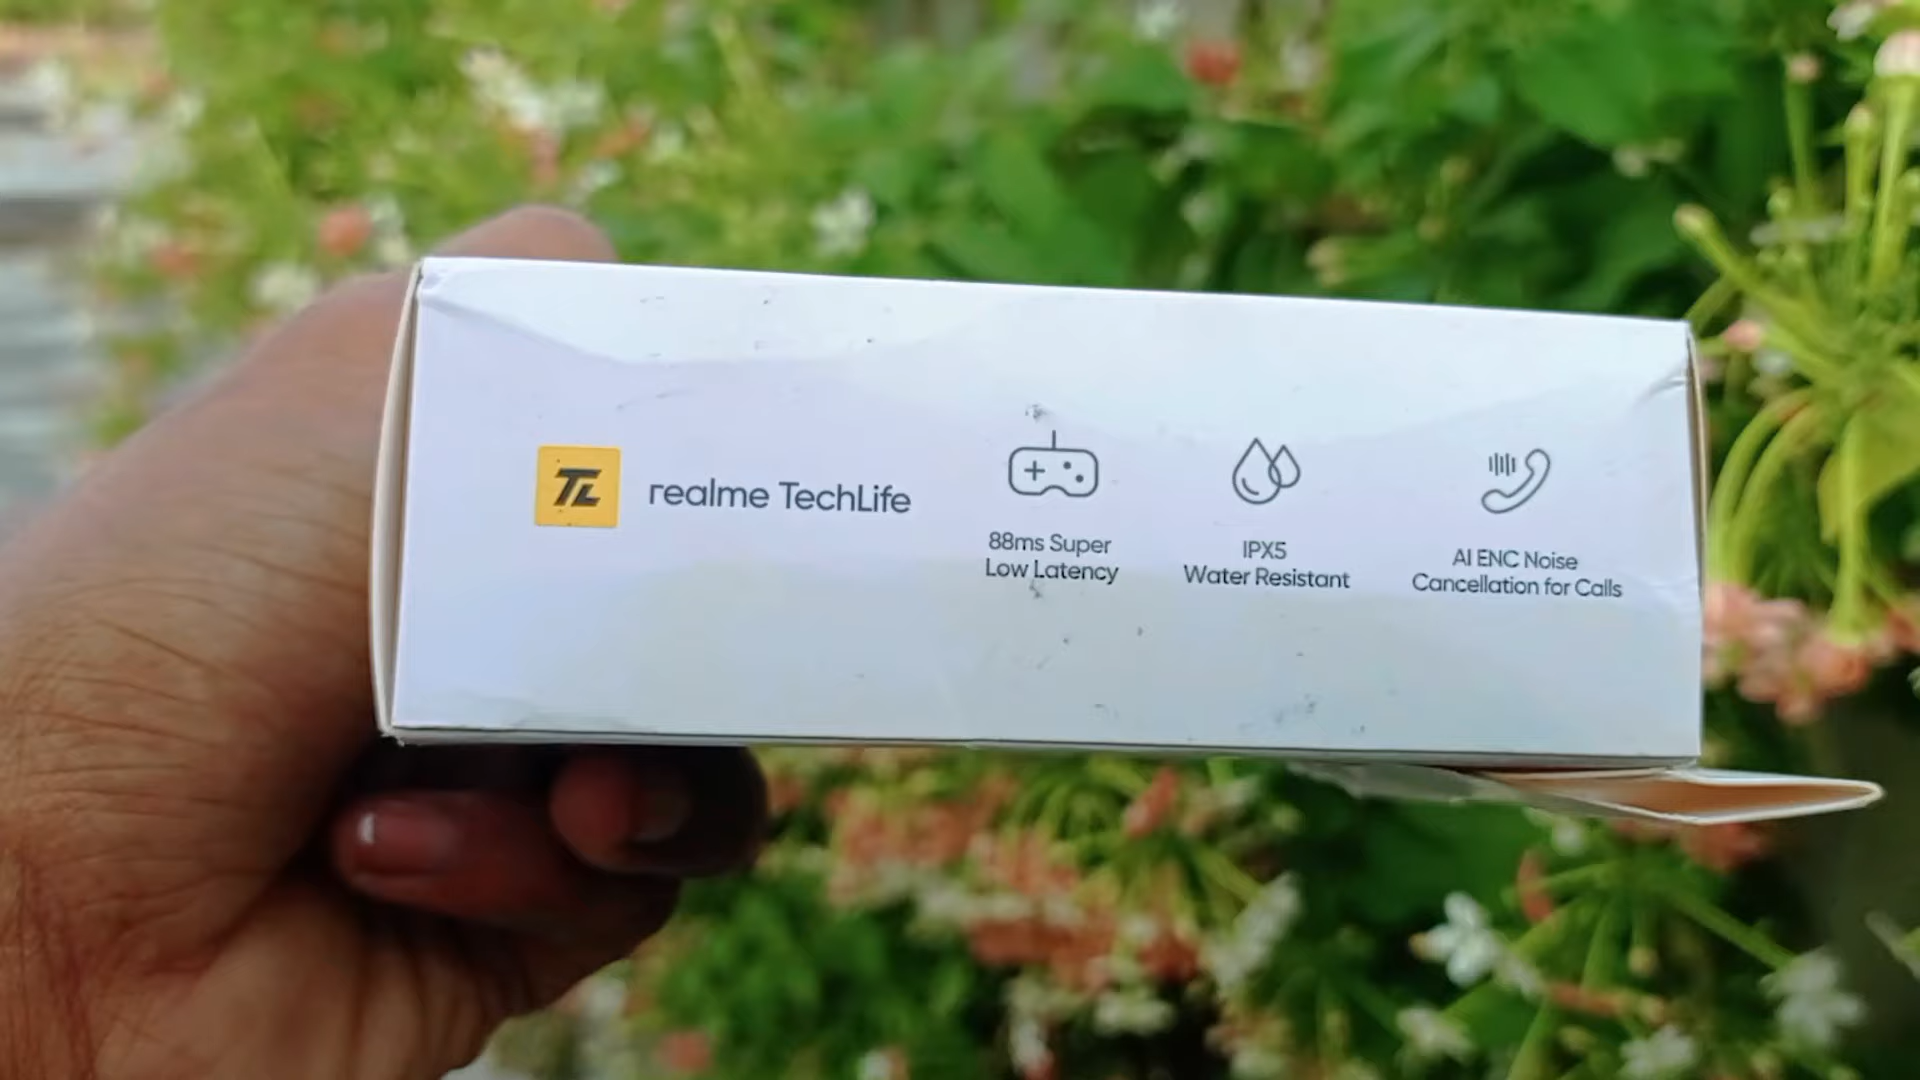 TL
realme TechLife
88ms Super
Low Latency
IPX5
Water Resistant
AI ENC Noise
Cancellation for Calls